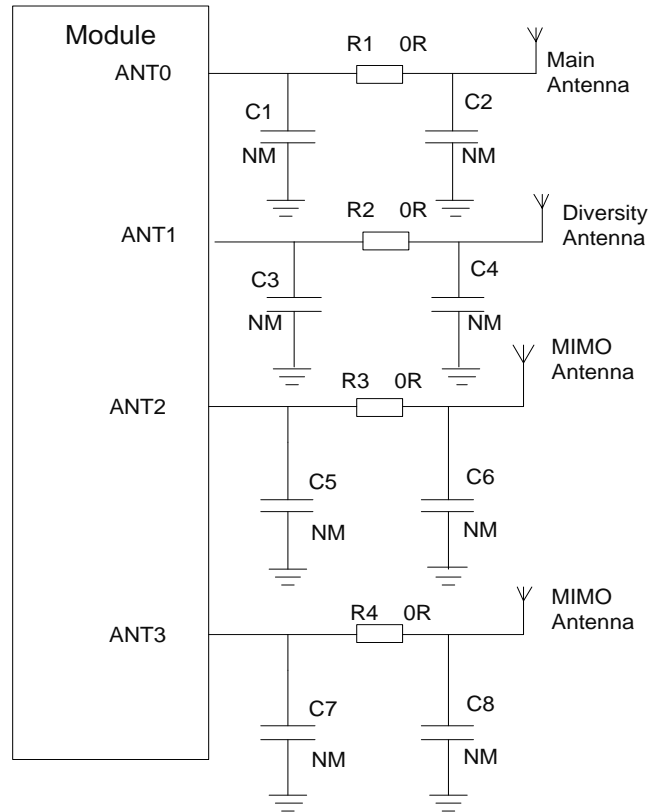 Module
ANT0
R1 0R
Main
Antenna
C1
C2
NM
NM
ANT1
R2 0R
Diversity
Antenna
C3
C4
NM
NM
ANT2
R3 0R
MIMO
Antenna
C5
C6
NM
NM
ANT3
R4 0R
MIMO
Antenna
C7
C8
NM
NM